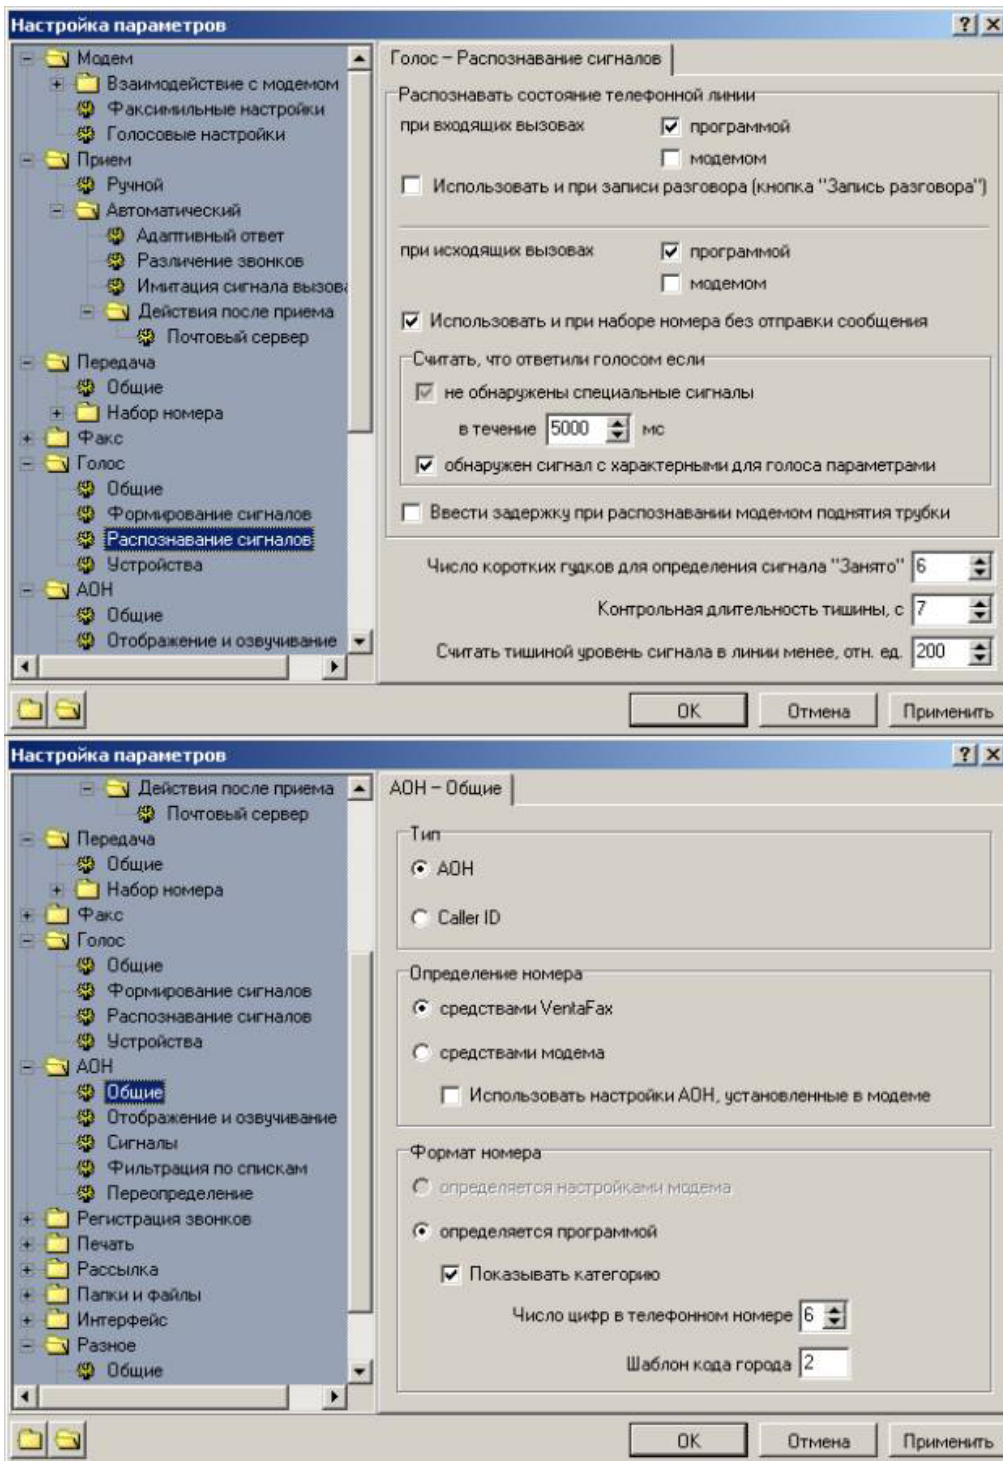 Настройка параметров
Модем
Взаимодействие с модемом
Факсимильные настройки
Голосовые настройки
Прием
Ручной
Автоматический
Адаптивный ответ
Различение звонков
Имитация сигнала вызова
Действия после приема
Почтовый сервер
Передача
Общие
Набор номера
Факс
Голос
Общие
Формирование сигналов
Распознавание сигналов
Устройства
АОН
Общие
Отображение и озвучивание
Голос – Распознавание сигналов
Распознавать состояние телефонной линии
при входящих вызовах
программой
модемом
Использовать и при записи разговора (кнопка "Запись разговора")
при исходящих вызовах
программой
модемом
Использовать и при наборе номера без отправки сообщения
Считать, что ответили голосом если
не обнаружены специальные сигналы
в течение 5000 мс
обнаружен сигнал с характерными для голоса параметрами
Ввести задержку при распознавании модемом поднятия трубки
Число коротких гудков для определения сигнала "Занято" 6
Контрольная длительность тишины, с 7
Считать тишиной уровень сигнала в линии менее, отн. ед. 200
OK Отмена Применить
Настройка параметров
Действия после приема
Почтовый сервер
Передача
Общие
Набор номера
Факс
Голос
Общие
Формирование сигналов
Распознавание сигналов
Устройства
АОН
Общие
Отображение и озвучивание
Сигналы
Фильтрация по спискам
Переопределение
Регистрация звонков
Печать
Рассылка
Папки и файлы
Интерфейс
Разное
Общие
АОН – Общие
Тип
АОН
Caller ID
Определение номера
средствами VentaFax
средствами модема
Использовать настройки АОН, установленные в модеме
Формат номера
определяется настройками модема
определяется программой
Показывать категорию
Число цифр в телефонном номере 6
Шаблон кода города 2
OK Отмена Применить